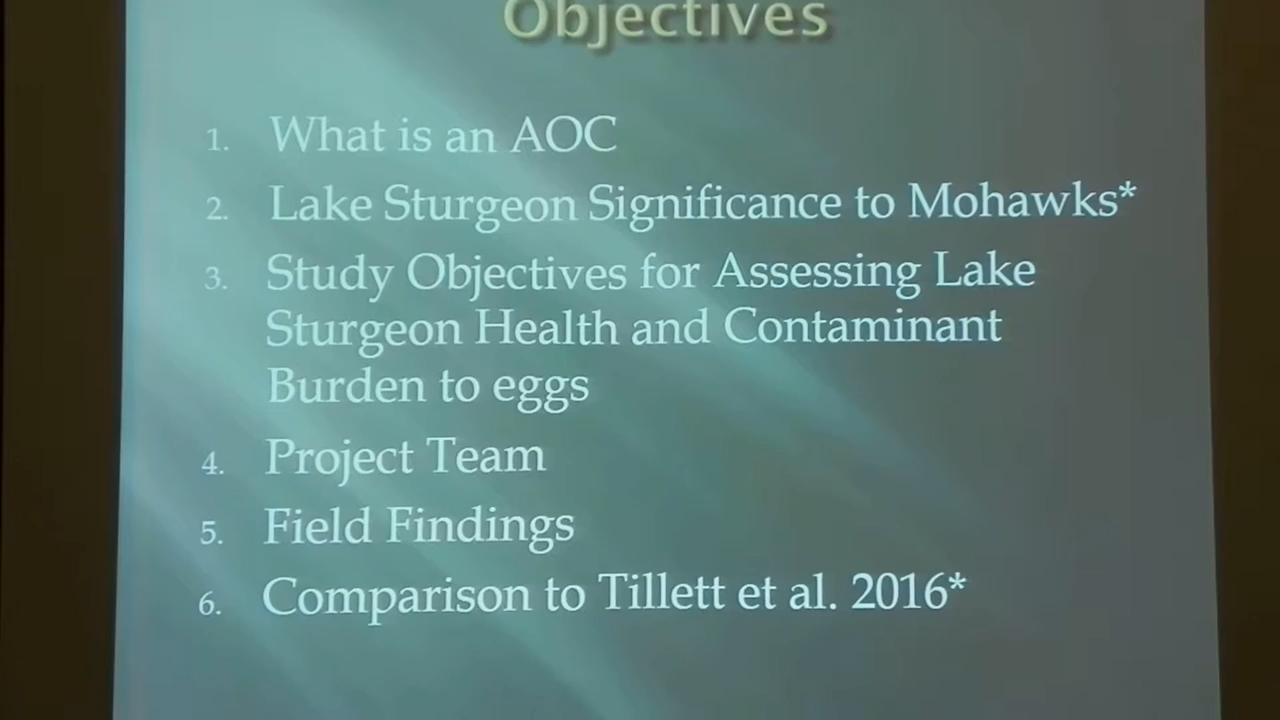 Objectives
1. What is an AOC
2. Lake Sturgeon Significance to Mohawks*
3. Study Objectives for Assessing Lake
Sturgeon Health and Contaminant
Burden to eggs
4. Project Team
5. Field Findings
6. Comparison to Tillett et al. 2016*